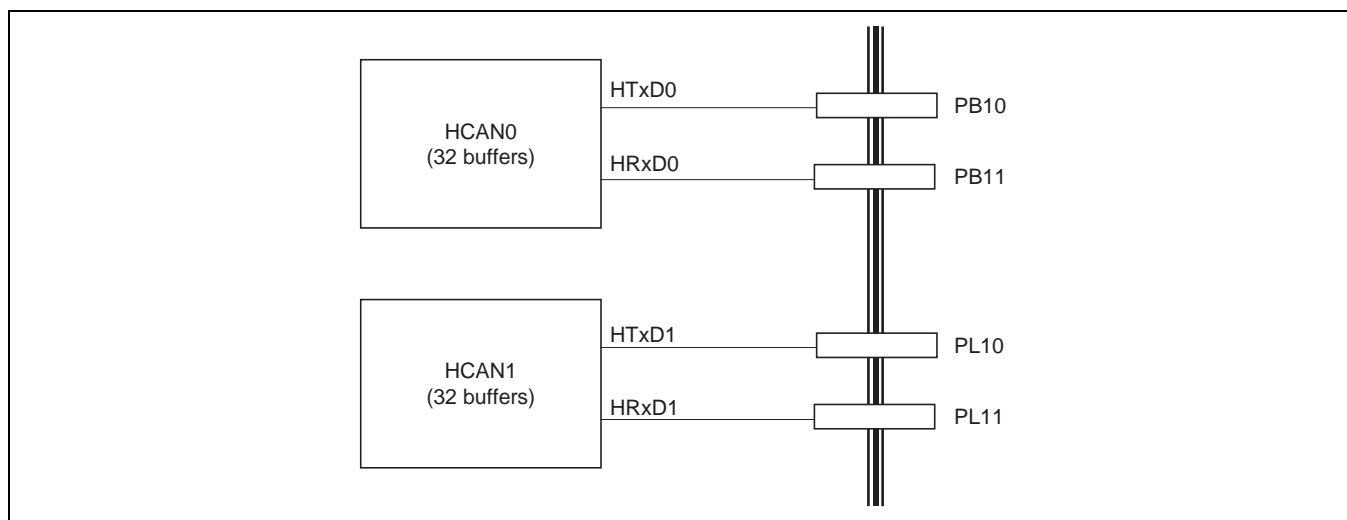 HTxD0
PB10
HCAN0
(32 buffers)
HRxD0
PB11
HTxD1
PL10
HCAN1
(32 buffers)
HRxD1
PL11